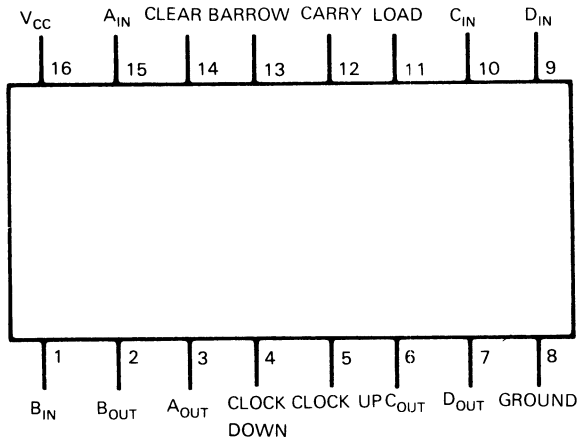 VCC AIN CLEAR BARROW CARRY LOAD CIN DIN
16 15 14 13 12 11 10 9
1 2 3 4 5 6 7 8
BIN BOUT AOUT CLOCK CLOCK UP COUT DOUT GROUND
DOWN